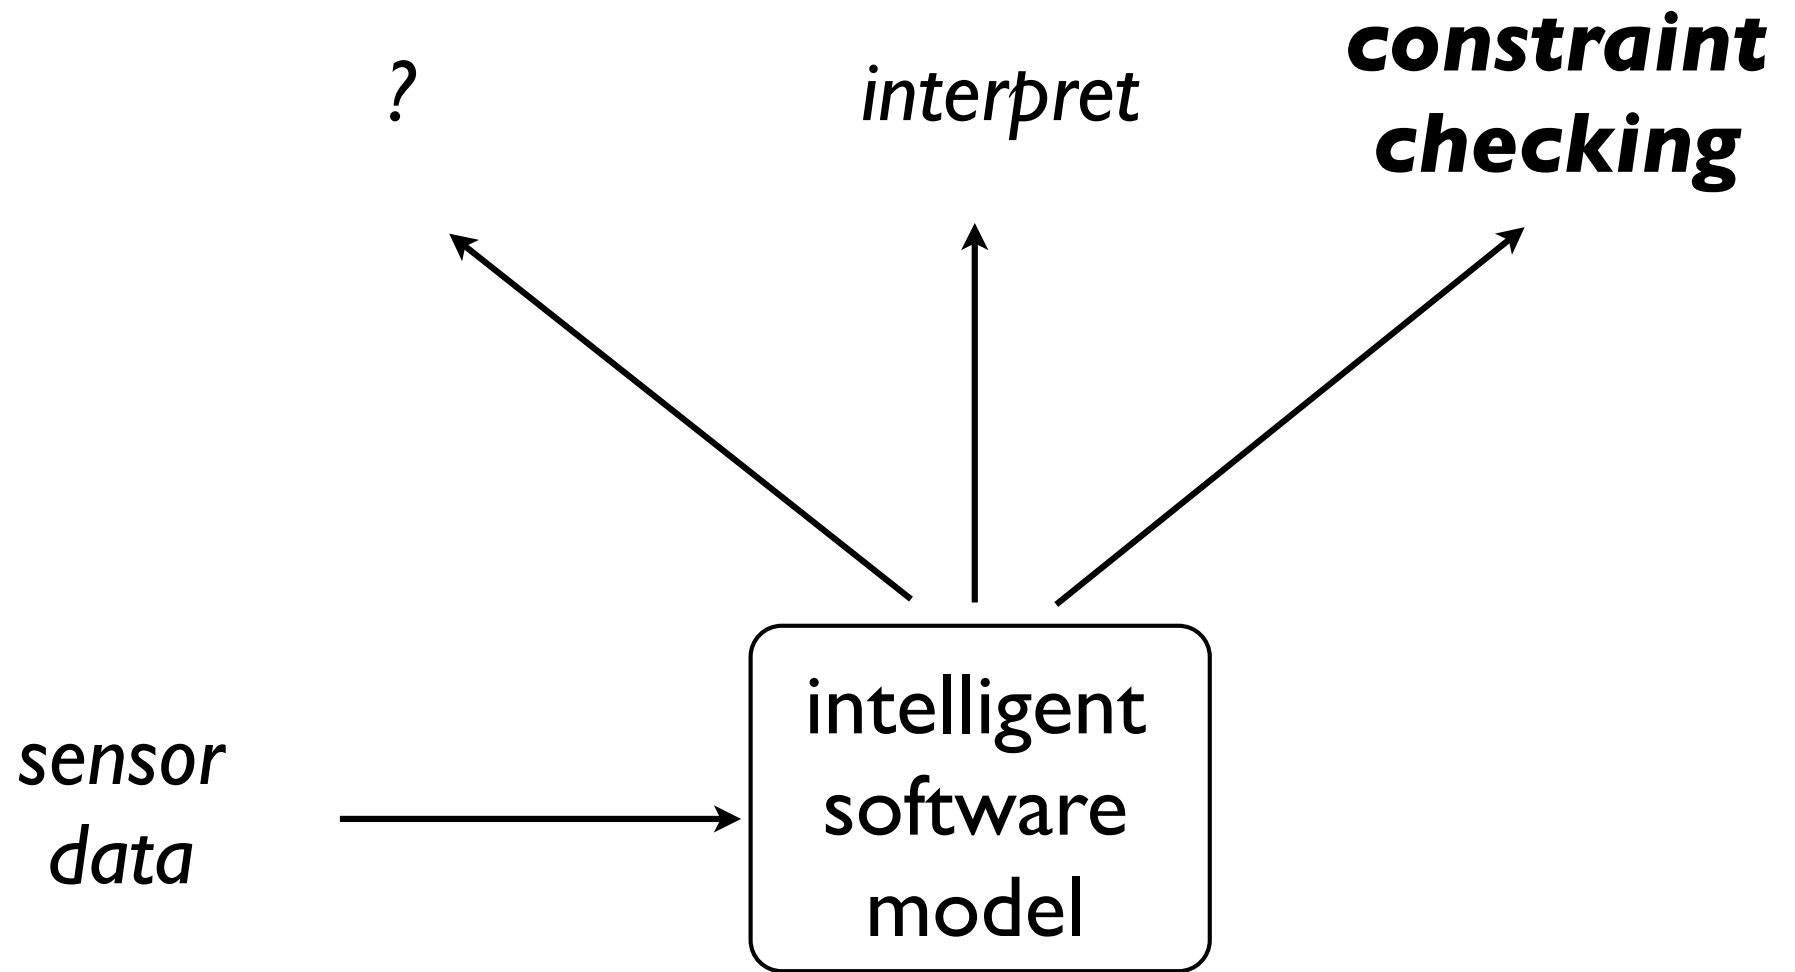 ?
interpret
constraint
checking
sensor
data
intelligent
software
model